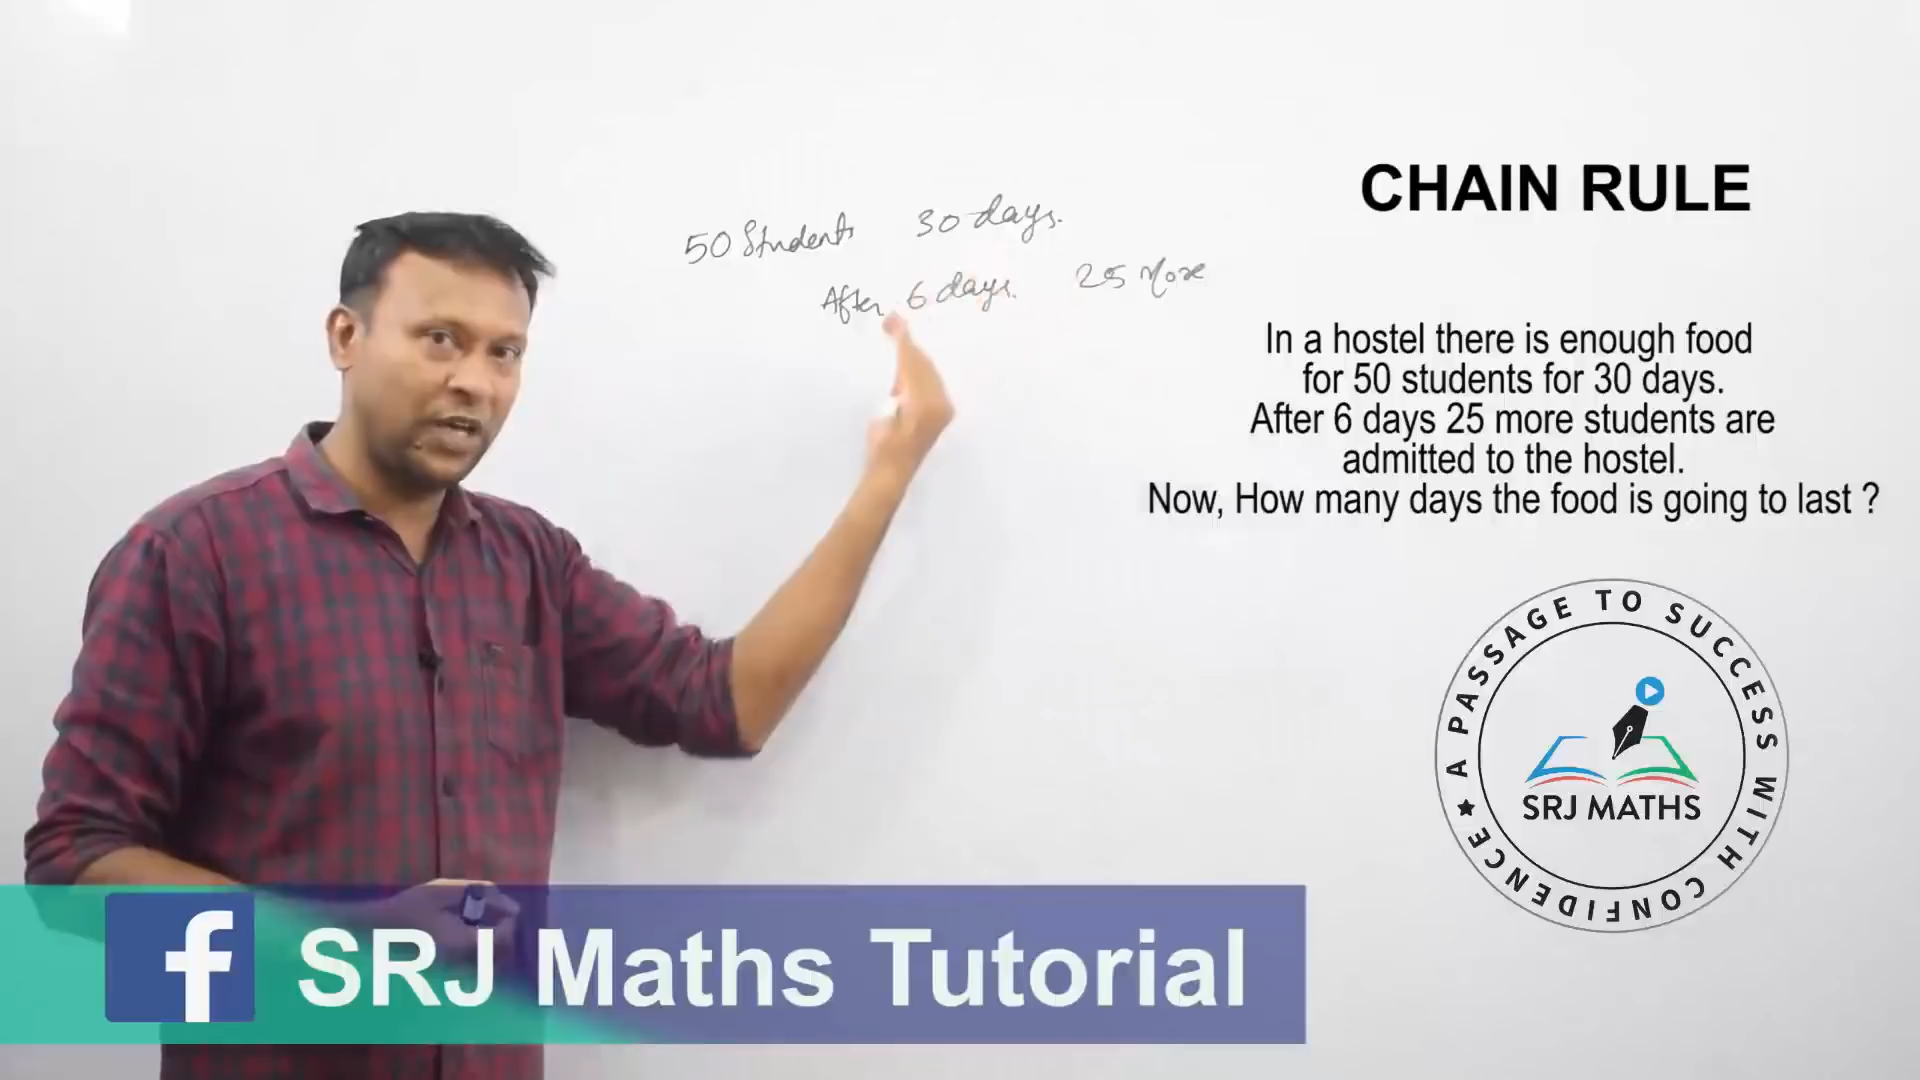 CHAIN RULE
50 Students 30 days.
After 6 days. 25 More
In a hostel there is enough food
for 50 students for 30 days.
After 6 days 25 more students are
admitted to the hostel.
Now, How many days the food is going to last ?
A PASSAGE TO SUCCESS WITH CONFIDENCE
SRJ MATHS
f SRJ Maths Tutorial